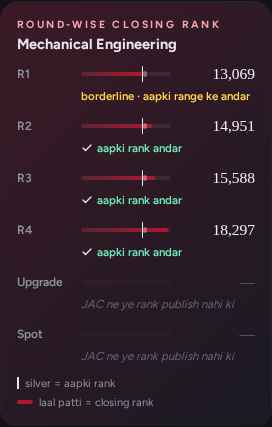 ROUND-WISE CLOSING RANK
Mechanical Engineering
R1 13,069
borderline · aapki range ke andar
R2 14,951
✓ aapki rank andar
R3 15,588
✓ aapki rank andar
R4 18,297
✓ aapki rank andar
Upgrade —
JAC ne ye rank publish nahi ki
Spot —
JAC ne ye rank publish nahi ki
silver = aapki rank
laal patti = closing rank